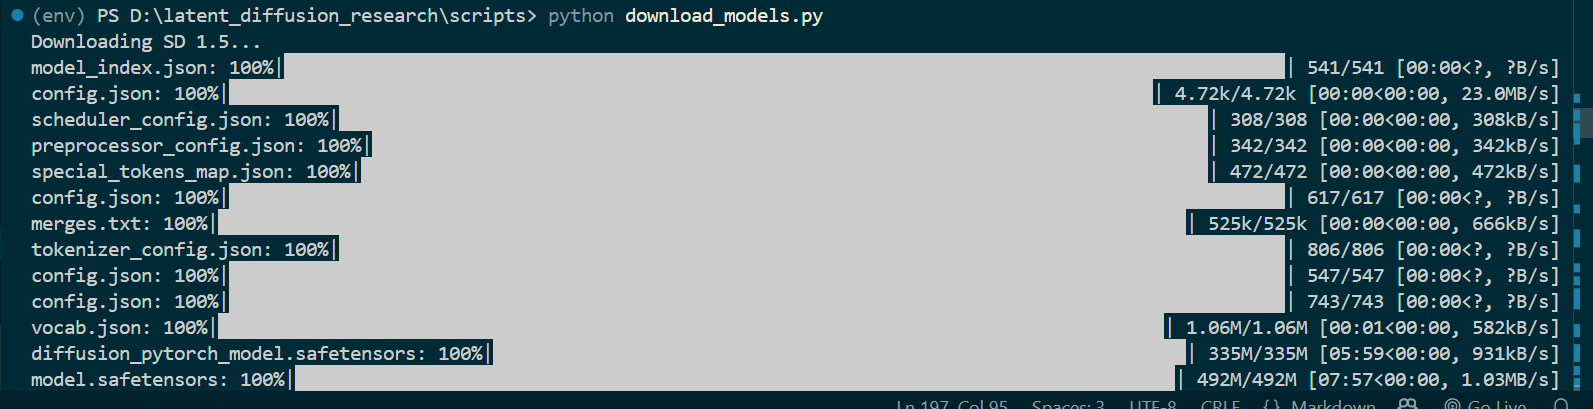 (env) PS D:\latent_diffusion_research\scripts> python download_models.py
Downloading SD 1.5...
model_index.json: 100%| | 541/541 [00:00<?, ?B/s]
config.json: 100%| | 4.72k/4.72k [00:00<00:00, 23.0MB/s]
scheduler_config.json: 100%| | 308/308 [00:00<00:00, 308kB/s]
preprocessor_config.json: 100%| | 342/342 [00:00<00:00, 342kB/s]
special_tokens_map.json: 100%| | 472/472 [00:00<00:00, 472kB/s]
config.json: 100%| | 617/617 [00:00<?, ?B/s]
merges.txt: 100%| | 525k/525k [00:00<00:00, 666kB/s]
tokenizer_config.json: 100%| | 806/806 [00:00<?, ?B/s]
config.json: 100%| | 547/547 [00:00<?, ?B/s]
config.json: 100%| | 743/743 [00:00<?, ?B/s]
vocab.json: 100%| | 1.06M/1.06M [00:01<00:00, 582kB/s]
diffusion_pytorch_model.safetensors: 100%| | 335M/335M [05:59<00:00, 931kB/s]
model.safetensors: 100%| | 492M/492M [07:57<00:00, 1.03MB/s]
Ln 197, Col 95 Spaces: 3 UTF-8 CRLF {} Markdown Go Live